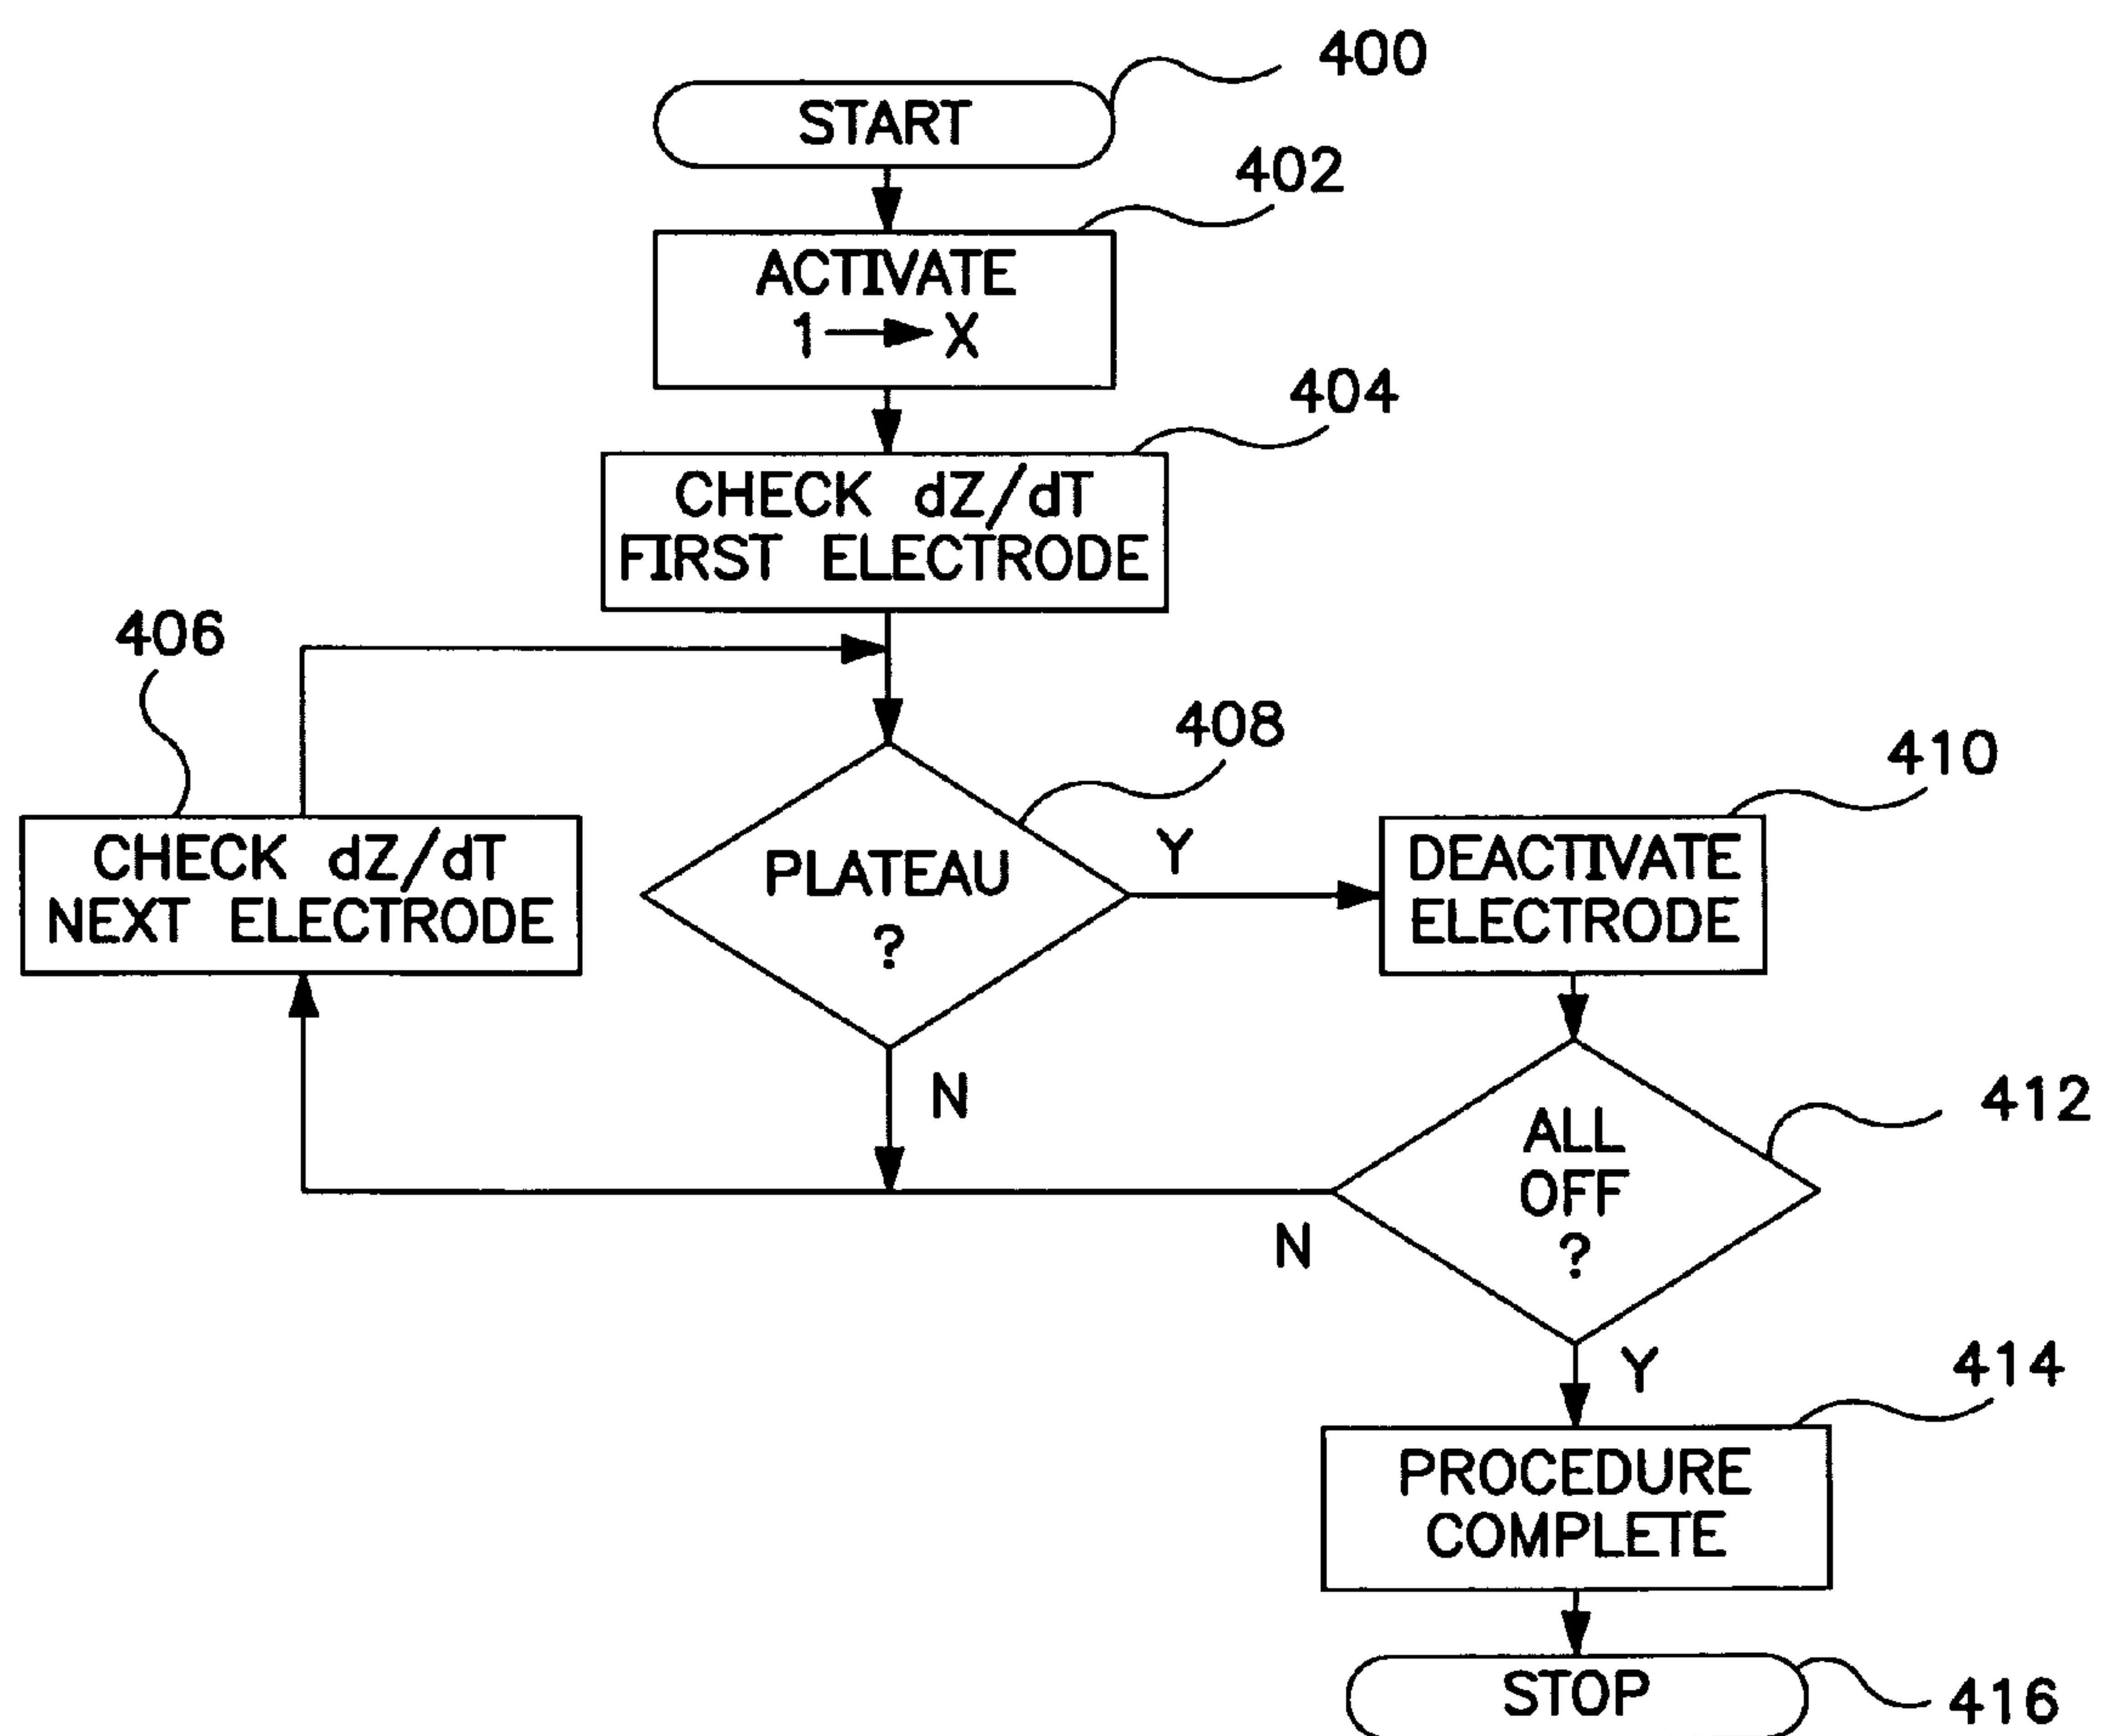 400
START
402
ACTIVATE
1 → X
404
CHECK dZ/dT
FIRST ELECTRODE
406
CHECK dZ/dT
NEXT ELECTRODE
408
PLATEAU
?
Y
N
410
DEACTIVATE
ELECTRODE
412
ALL
OFF
?
N
Y
414
PROCEDURE
COMPLETE
STOP
416